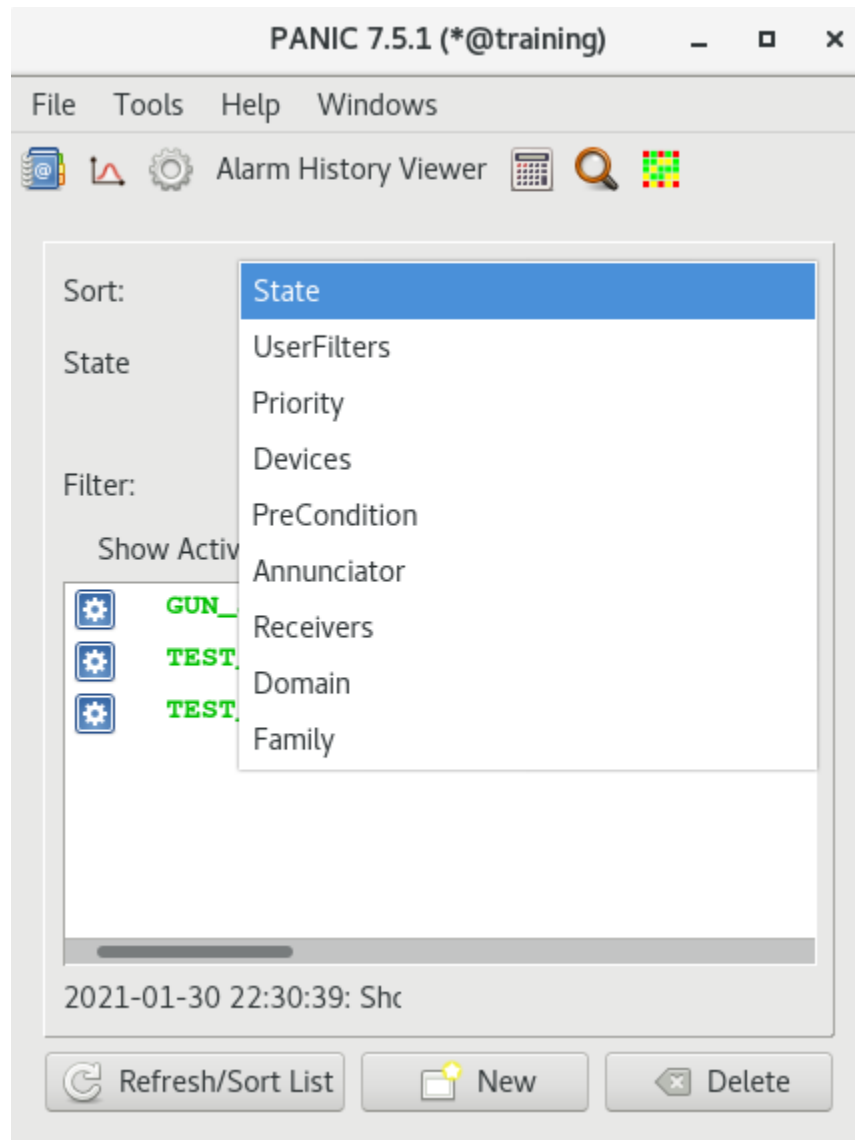 PANIC 7.5.1 (*@training)
File Tools Help Windows
Alarm History Viewer
Sort:
State
State
UserFilters
Priority
Devices
PreCondition
Annunciator
Receivers
Domain
Family
Filter:
Show Activ
GUN_
TEST_
TEST_
2021-01-30 22:30:39: Sho
Refresh/Sort List New Delete